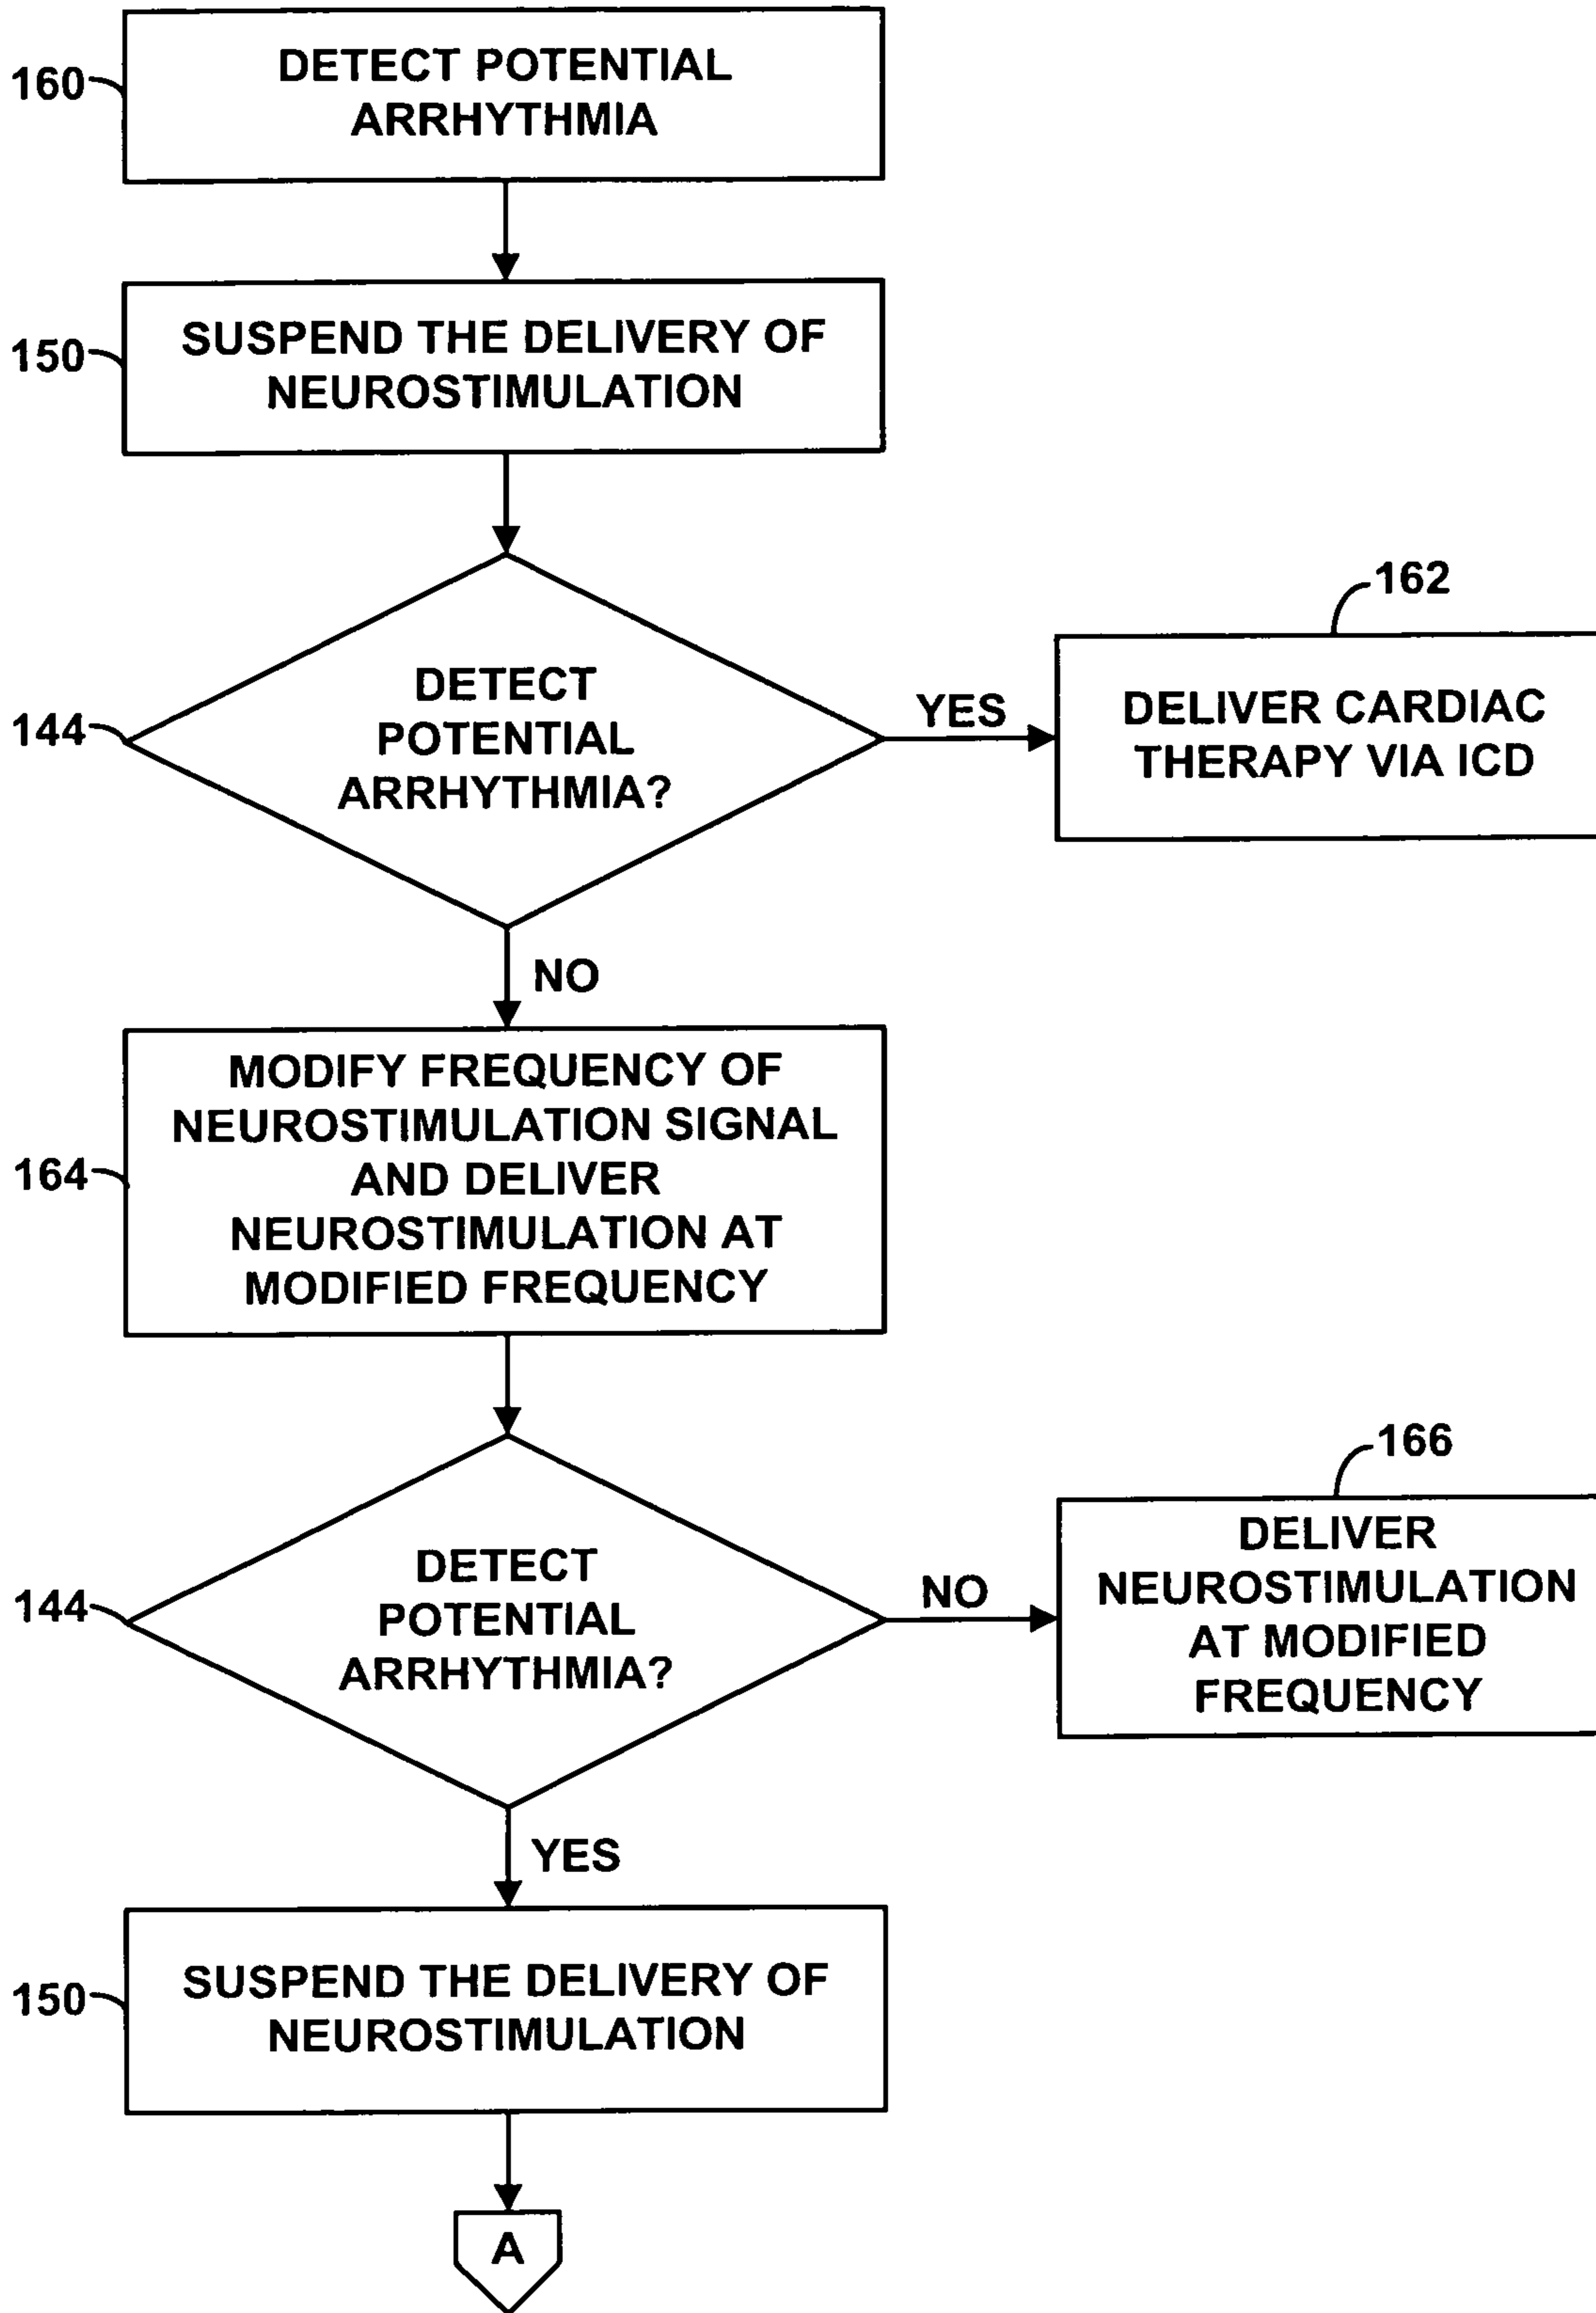 160
DETECT POTENTIAL
ARRHYTHMIA
150
SUSPEND THE DELIVERY OF
NEUROSTIMULATION
144
DETECT
POTENTIAL
ARRHYTHMIA?
YES
162
DELIVER CARDIAC
THERAPY VIA ICD
NO
164
MODIFY FREQUENCY OF
NEUROSTIMULATION SIGNAL
AND DELIVER
NEUROSTIMULATION AT
MODIFIED FREQUENCY
144
DETECT
POTENTIAL
ARRHYTHMIA?
NO
166
DELIVER
NEUROSTIMULATION
AT MODIFIED
FREQUENCY
YES
150
SUSPEND THE DELIVERY OF
NEUROSTIMULATION
A